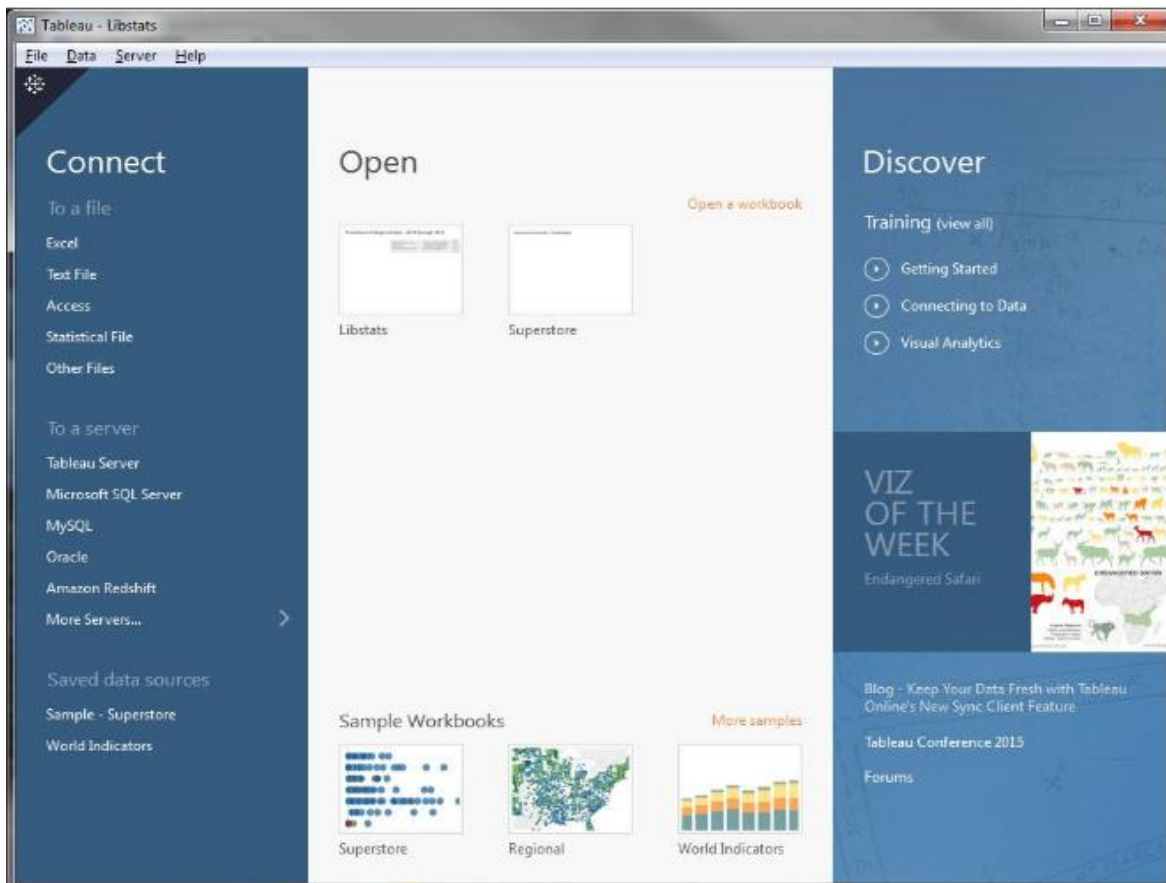 Tableau - Libstats
File Data Server Help
Connect
To a file
Excel
Text File
Access
Statistical File
Other Files
To a server
Tableau Server
Microsoft SQL Server
MySQL
Oracle
Amazon Redshift
More Servers...
Saved data sources
Sample - Superstore
World Indicators
Open
Open a workbook
Libstats
Superstore
Sample Workbooks
More samples
Superstore
Regional
World Indicators
Discover
Training (view all)
Getting Started
Connecting to Data
Visual Analytics
VIZ
OF THE
WEEK
Endangered Safari
ENDANGERED SAFARI
Blog - Keep Your Data Fresh with Tableau
Online's New Sync Client Feature
Tableau Conference 2015
Forums